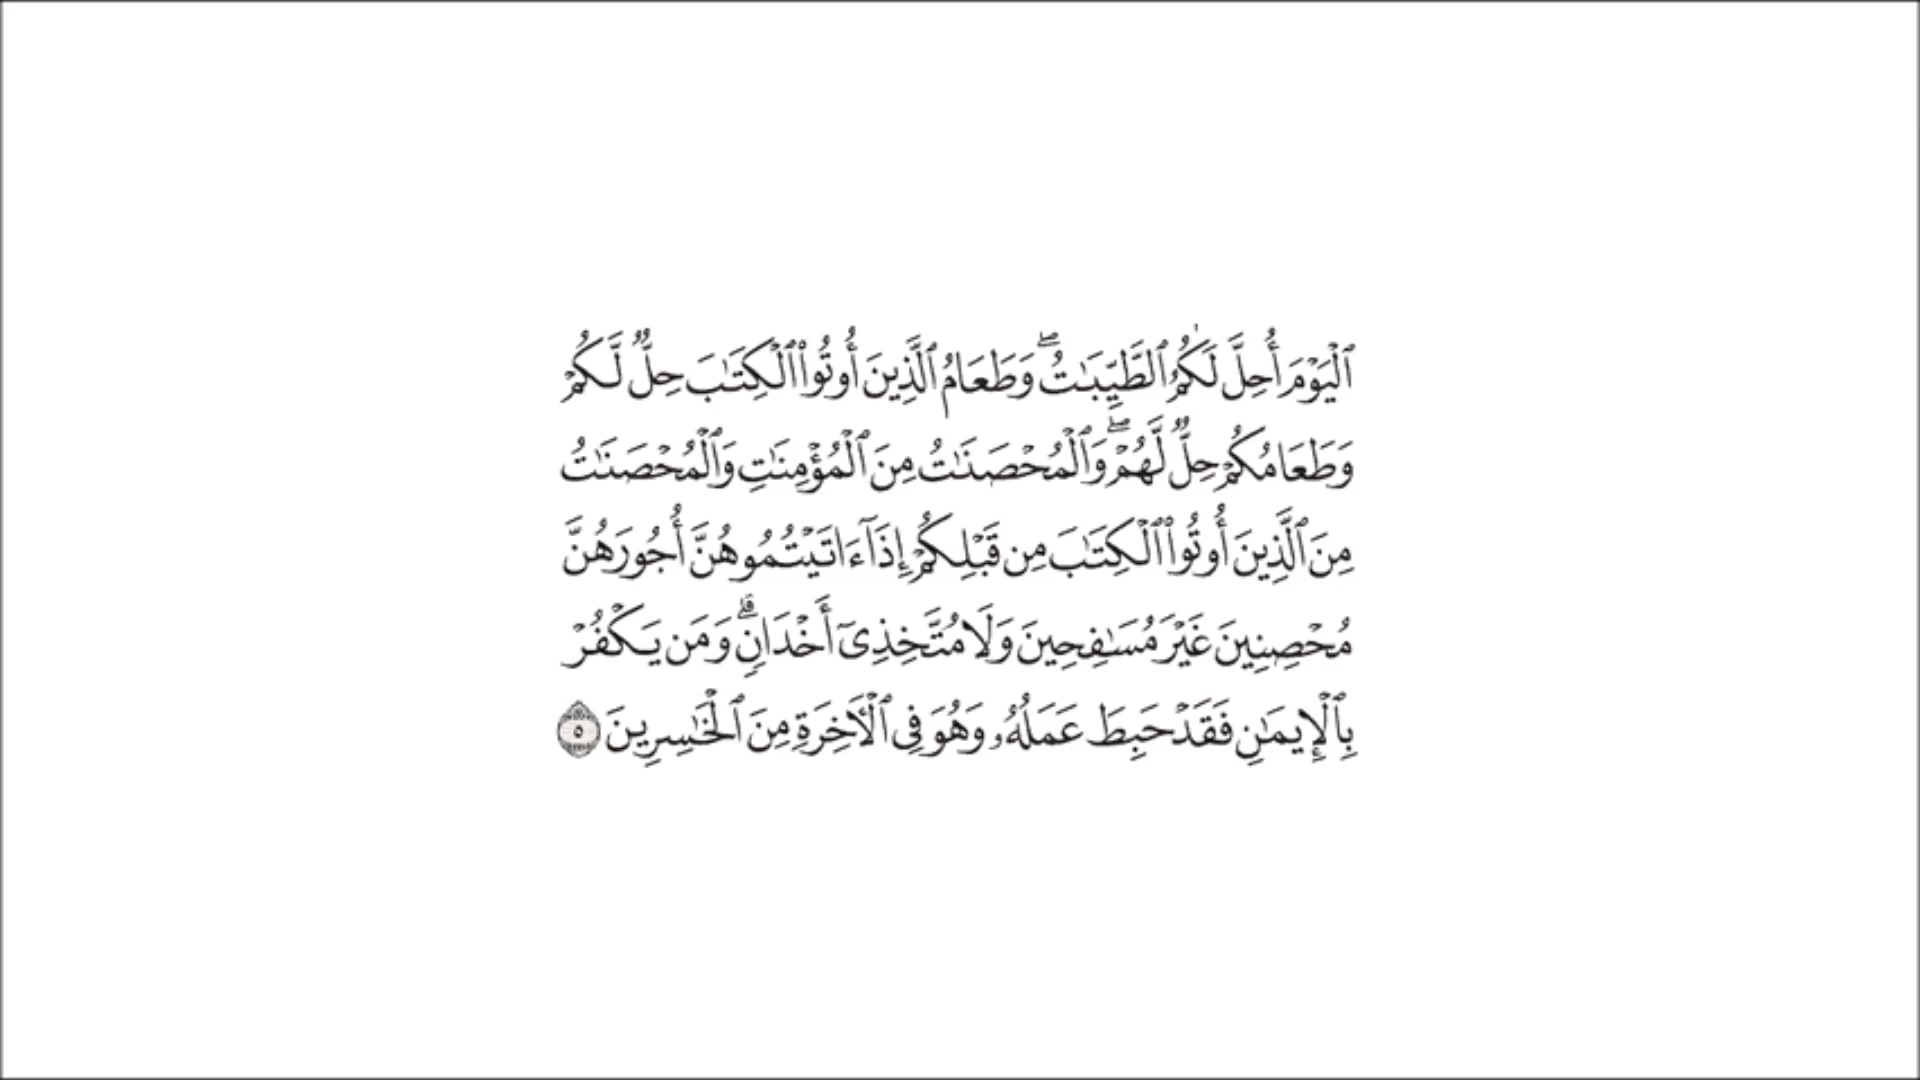 ٱلۡيَوۡمَ أُحِلَّ لَكُمُ ٱلطَّيِّبَٰتُۖ وَطَعَامُ ٱلَّذِينَ أُوتُواْ ٱلۡكِتَٰبَ حِلّٞ لَّكُمۡ
وَطَعَامُكُمۡ حِلّٞ لَّهُمۡۖ وَٱلۡمُحۡصَنَٰتُ مِنَ ٱلۡمُؤۡمِنَٰتِ وَٱلۡمُحۡصَنَٰتُ
مِنَ ٱلَّذِينَ أُوتُواْ ٱلۡكِتَٰبَ مِن قَبۡلِكُمۡ إِذَآ ءَاتَيۡتُمُوهُنَّ أُجُورَهُنَّ
مُحۡصِنِينَ غَيۡرَ مُسَٰفِحِينَ وَلَا مُتَّخِذِيٓ أَخۡدَانٖۗ وَمَن يَكۡفُرۡ
بِٱلۡإِيمَٰنِ فَقَدۡ حَبِطَ عَمَلُهُۥ وَهُوَ فِي ٱلۡأٓخِرَةِ مِنَ ٱلۡخَٰسِرِينَ ٥